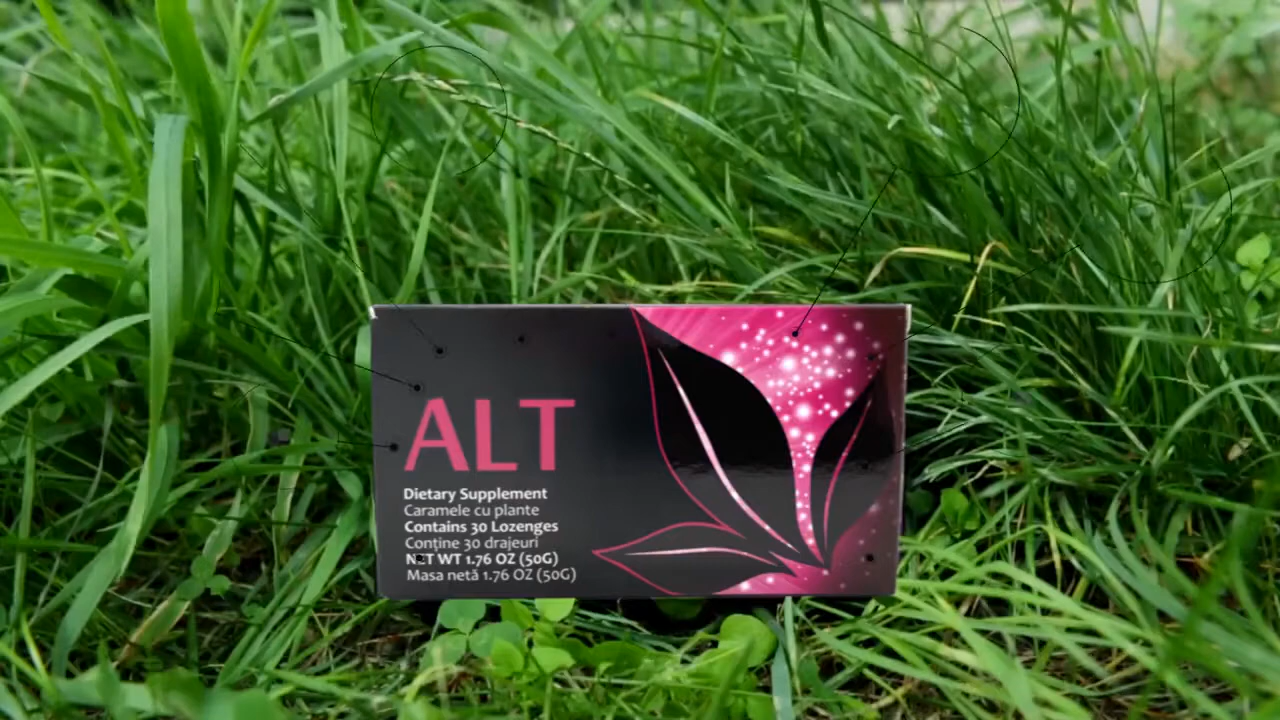 ALT
Dietary Supplement
Caramele cu plante
Contains 30 Lozenges
Conține 30 drajeuri
NET WT 1.76 OZ (50G)
Masa netă 1.76 OZ (50G)